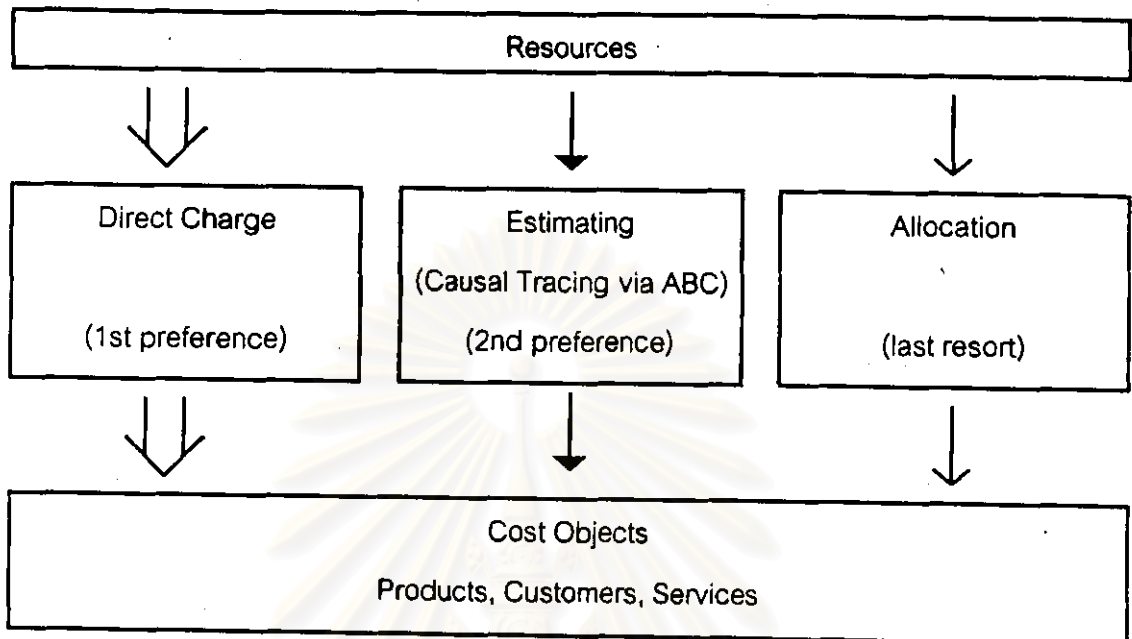 Resources
Direct Charge
(1st preference)
Estimating
(Causal Tracing via ABC)
(2nd preference)
Allocation
(last resort)
Cost Objects
Products, Customers, Services